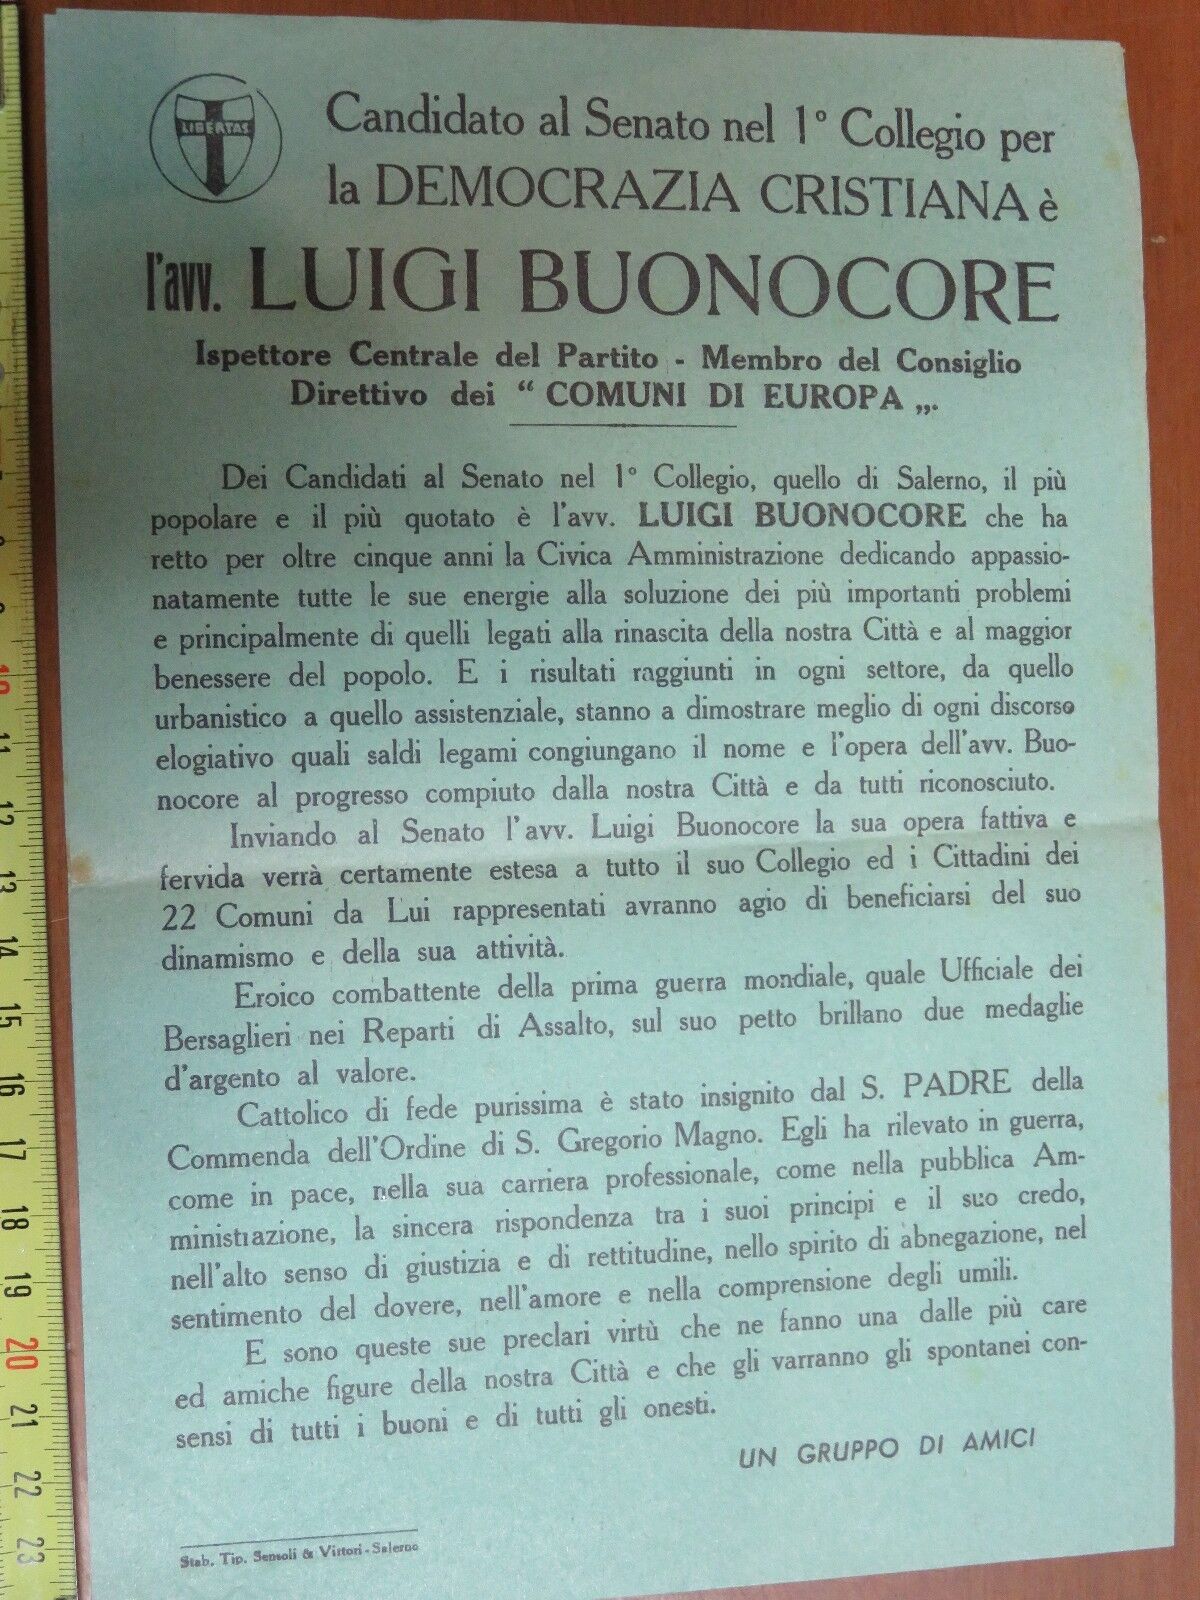 LIBERTAS
Candidato al Senato nel 1° Collegio per
la DEMOCRAZIA CRISTIANA è
l'avv. LUIGI BUONOCORE
Ispettore Centrale del Partito - Membro del Consiglio
Direttivo dei “ COMUNI DI EUROPA „.
Dei Candidati al Senato nel 1° Collegio, quello di Salerno, il più
popolare e il più quotato è l'avv. LUIGI BUONOCORE che ha
retto per oltre cinque anni la Civica Amministrazione dedicando appassio-
natamente tutte le sue energie alla soluzione dei più importanti problemi
e principalmente di quelli legati alla rinascita della nostra Città e al maggior
benessere del popolo. E i risultati raggiunti in ogni settore, da quello
urbanistico a quello assistenziale, stanno a dimostrare meglio di ogni discorso
elogiativo quali saldi legami congiungano il nome e l'opera dell'avv. Buo-
nocore al progresso compiuto dalla nostra Città e da tutti riconosciuto.
Inviando al Senato l'avv. Luigi Buonocore la sua opera fattiva e
fervida verrà certamente estesa a tutto il suo Collegio ed i Cittadini dei
22 Comuni da Lui rappresentati avranno agio di beneficiarsi del suo
dinamismo e della sua attività.
Eroico combattente della prima guerra mondiale, quale Ufficiale dei
Bersaglieri nei Reparti di Assalto, sul suo petto brillano due medaglie
d'argento al valore.
Cattolico di fede purissima è stato insignito dal S. PADRE della
Commenda dell'Ordine di S. Gregorio Magno. Egli ha rilevato in guerra,
come in pace, nella sua carriera professionale, come nella pubblica Am-
ministrazione, la sincera rispondenza tra i suoi principi e il suo credo,
nell'alto senso di giustizia e di rettitudine, nello spirito di abnegazione, nel
sentimento del dovere, nell'amore e nella comprensione degli umili.
E sono queste sue preclari virtù che ne fanno una dalle più care
ed amiche figure della nostra Città e che gli varranno gli spontanei con-
sensi di tutti i buoni e di tutti gli onesti.
UN GRUPPO DI AMICI
Stab. Tip. Sensoli & Virtori - Salerno
10
11
12
13
14
15
16
17
18
19
20
21
22
23